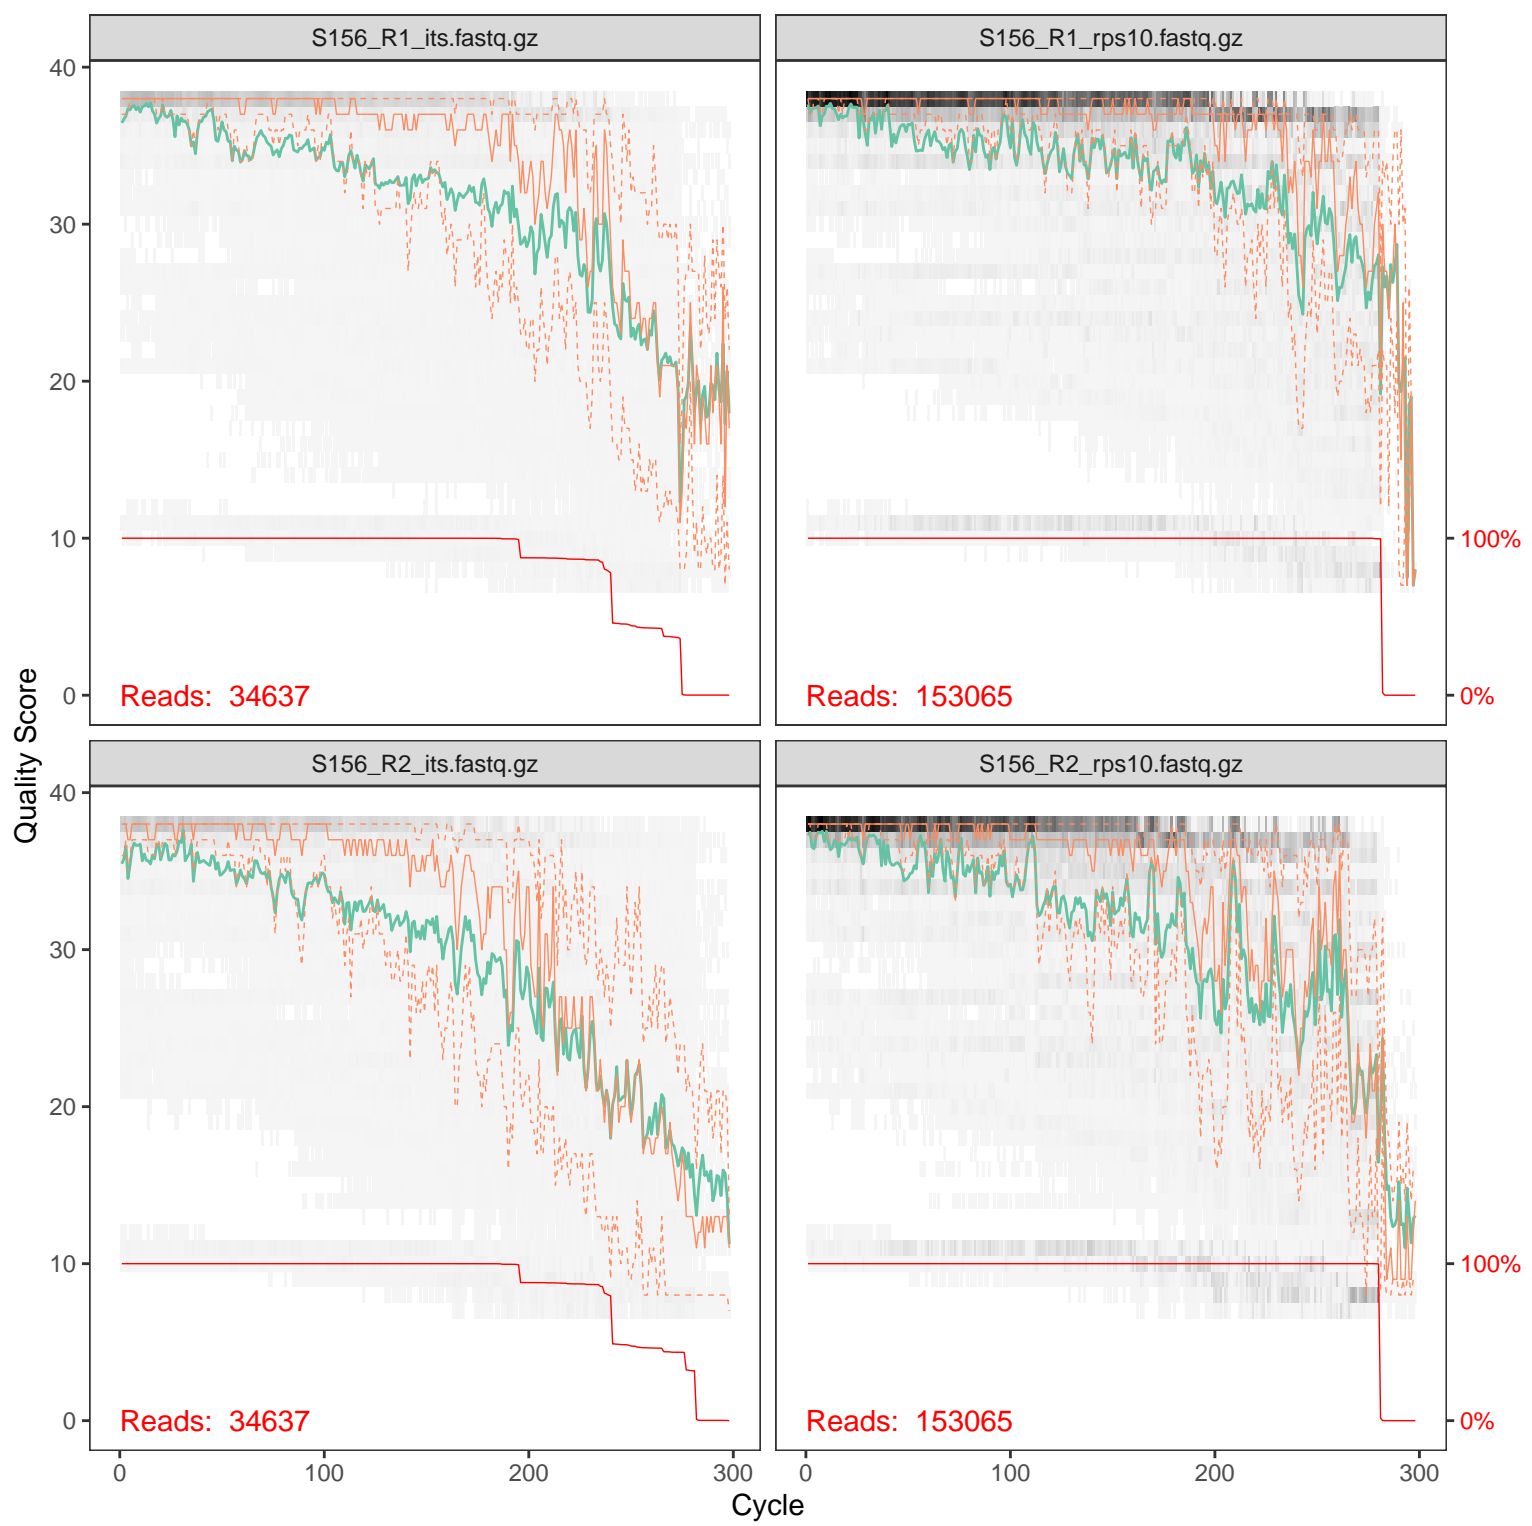 S156_R1_its.fastq.gz
S156_R1_rps10.fastq.gz
40
30
20
10
0
100%
0%
Reads: 34637
Reads: 153065
Quality Score
S156_R2_its.fastq.gz
S156_R2_rps10.fastq.gz
40
30
20
10
0
100%
0%
Reads: 34637
Reads: 153065
0 100 200 300
0 100 200 300
Cycle